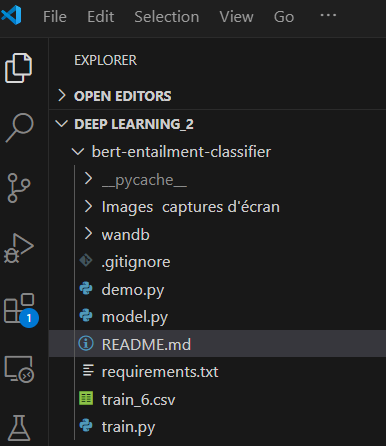 File Edit Selection View Go ...
EXPLORER
OPEN EDITORS
DEEP LEARNING_2
bert-entailment-classifier
__pycache__
Images captures d'écran
wandb
.gitignore
demo.py
model.py
README.md
requirements.txt
train_6.csv
train.py
1